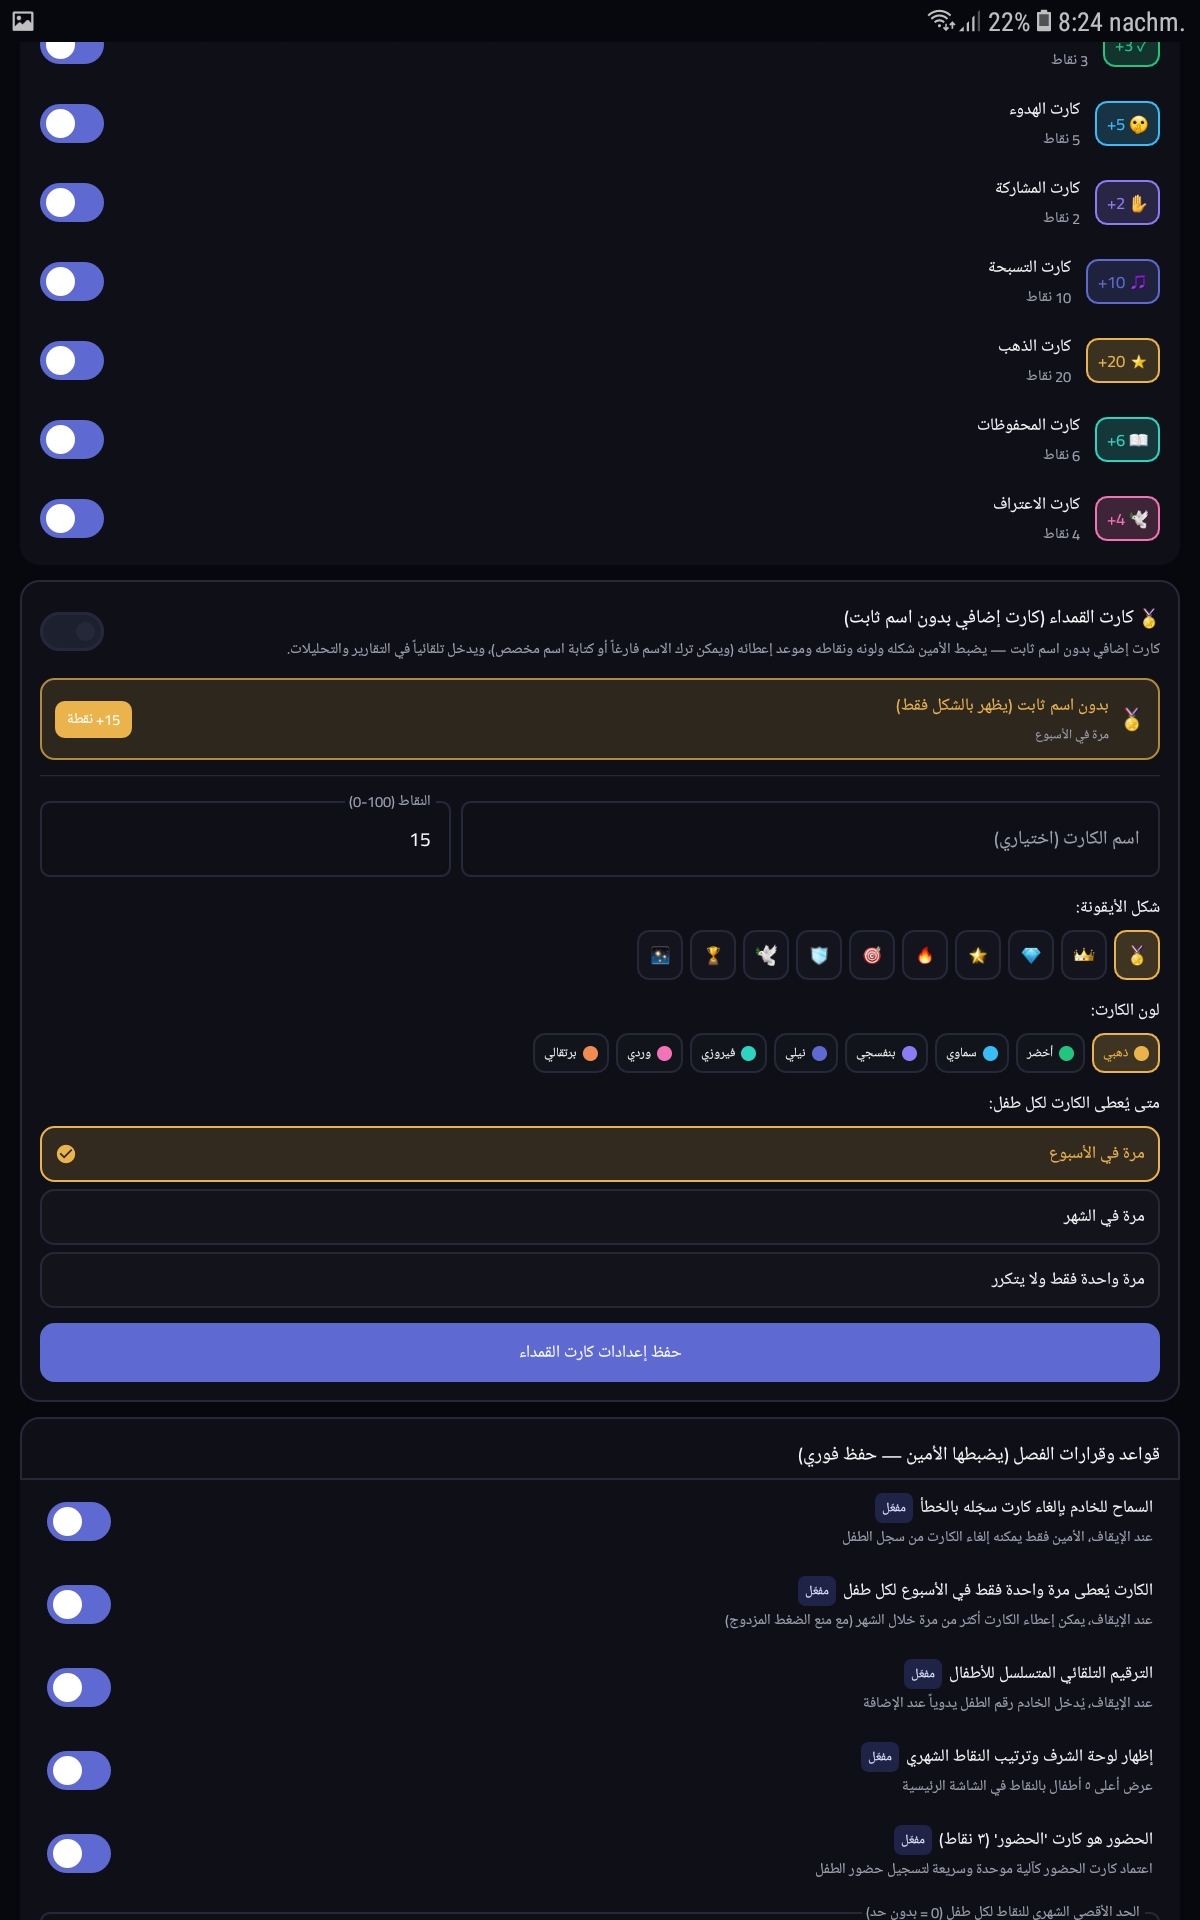 22% 8:24 nachm.
+3 ✓
3 نقاط
كارت الهدوء
+5
5 نقاط
كارت المشاركة
+2
2 نقاط
كارت التسبحة
+10
10 نقاط
كارت الذهب
+20
20 نقاط
كارت المحفوظات
+6
6 نقاط
كارت الاعتراف
+4
4 نقاط
كارت القمداء (كارت إضافي بدون اسم ثابت)
كارت إضافي بدون اسم ثابت — يضبط الأمين شكله ولونه ونقاطه وموعد إعطائه (ويمكن ترك الاسم فارغاً أو كتابة اسم مخصص)، ويدخل تلقائياً في التقارير والتحليلات.
بدون اسم ثابت (يظهر بالشكل فقط)
مرة في الأسبوع
+15 نقطة
النقاط (0-100)
اسم الكارت (اختياري)
15
شكل الأيقونة:
لون الكارت:
ذهبي
أخضر
سماوي
بنفسجي
نيلي
فيروزي
وردي
برتقالي
متى يُعطى الكارت لكل طفل:
مرة في الأسبوع
مرة في الشهر
مرة واحدة فقط ولا يتكرر
حفظ إعدادات كارت القمداء
قواعد وقرارات الفصل (يضبطها الأمين — حفظ فوري)
السماح للخادم بإلغاء كارت سجّله بالخطأ مفعّل
عند الإيقاف، الأمين فقط يمكنه إلغاء الكارت من سجل الطفل
الكارت يُعطى مرة واحدة فقط في الأسبوع لكل طفل مفعّل
عند الإيقاف، يمكن إعطاء الكارت أكثر من مرة خلال الشهر (مع منع الضغط المزدوج)
الترقيم التلقائي المتسلسل للأطفال مفعّل
عند الإيقاف، يُدخل الخادم رقم الطفل يدوياً عند الإضافة
إظهار لوحة الشرف وترتيب النقاط الشهري مفعّل
عرض أعلى ٥ أطفال بالنقاط في الشاشة الرئيسية
الحضور هو كارت 'الحضور' (٣ نقاط) مفعّل
اعتماد كارت الحضور كآلية موحدة وسريعة لتسجيل حضور الطفل
الحد الأقصى الشهري للنقاط لكل طفل (0 = بدون حد)